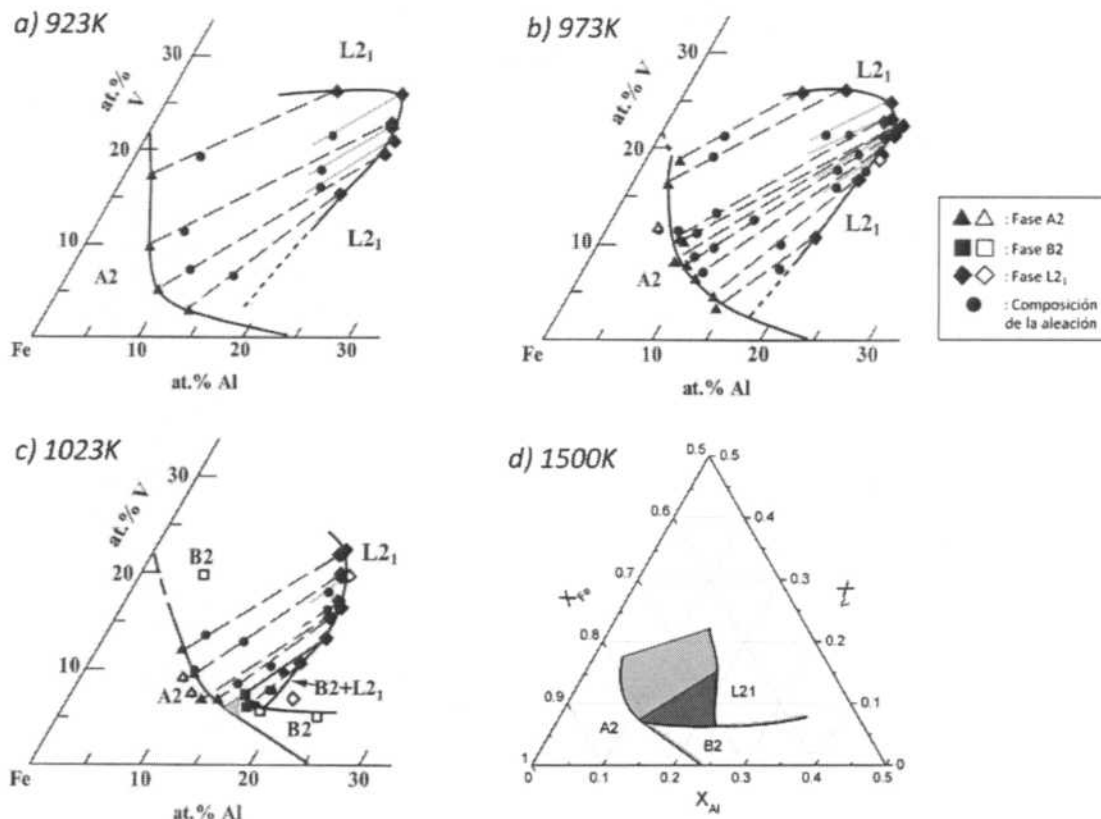 a) 923K
30
L2₁
at.% V
20
10
L2₁
A2
Fe
10
20
30
at.% Al
b) 973K
30
L2₁
at.% V
20
10
L2₁
A2
Fe
10
20
30
at.% Al
: Fase A2
: Fase B2
: Fase L2₁
: Composición
de la aleación
c) 1023K
30
at.% V
B2
L2₁
20
10
A2
B2+L2₁
B2
Fe
10
20
30
at.% Al
d) 1500K
0.5
0.5
0.6
0.4
0.7
0.3
0.8
0.2
0.9
0.1
L21
A2
B2
1
0
0
0.1
0.2
0.3
0.4
0.5
X_Al